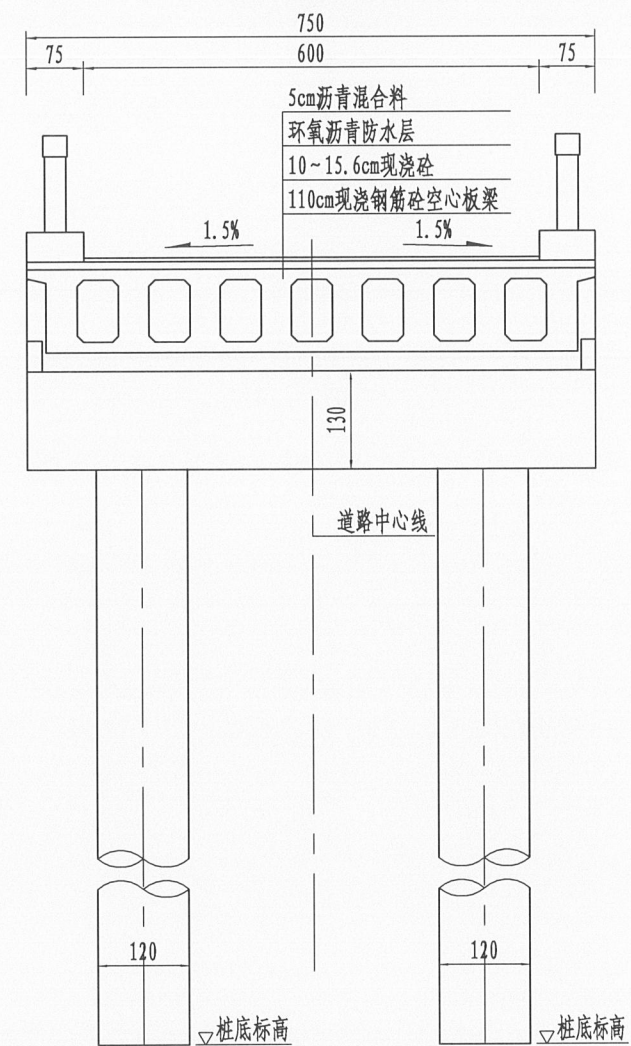 750
75
600
75
5cm沥青混合料
环氧沥青防水层
10~15.6cm现浇砼
110cm现浇钢筋砼空心板梁
1.5%
1.5%
130
道路中心线
120
120
桩底标高
桩底标高